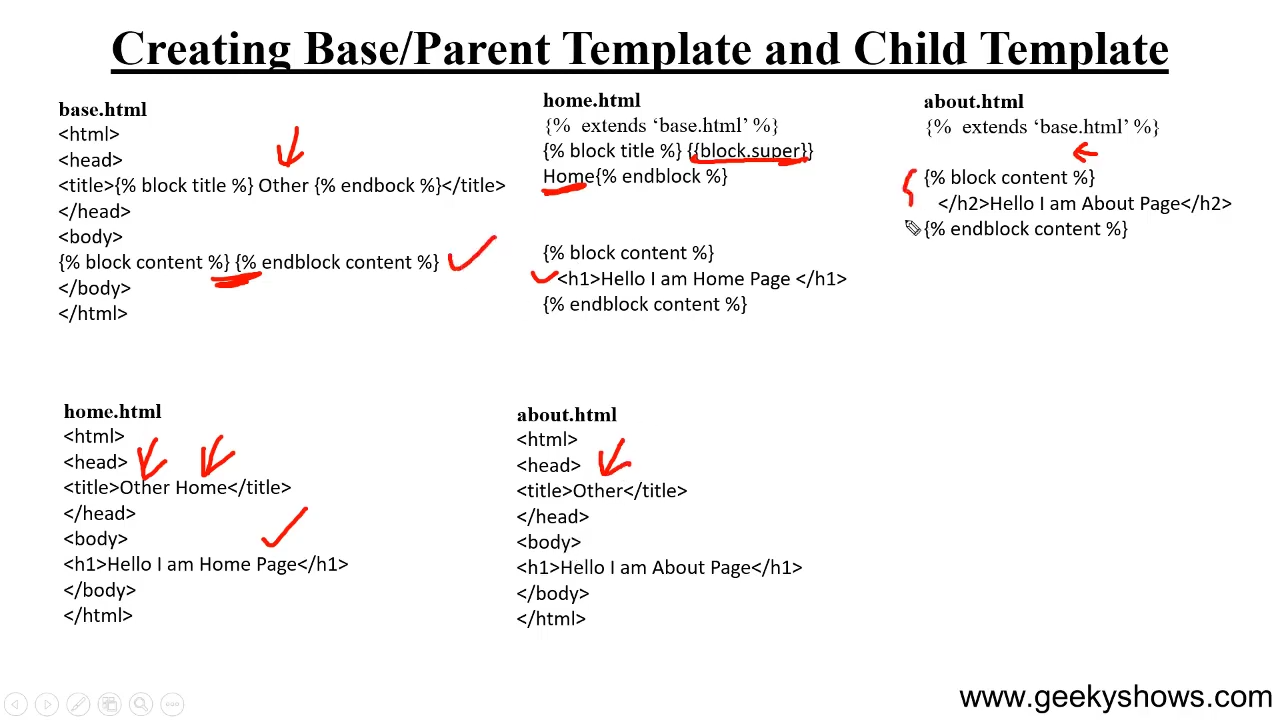 Creating Base/Parent Template and Child Template
base.html
<html>
<head>
<title>{% block title %} Other {% endbock %}</title>
</head>
<body>
{% block content %} {% endblock content %}
</body>
</html>
home.html
{% extends ‘base.html’ %}
{% block title %} {{block.super}}
Home{% endblock %}
{% block content %}
<h1>Hello I am Home Page </h1>
{% endblock content %}
about.html
{% extends ‘base.html’ %}
{% block content %}
</h2>Hello I am About Page</h2>
{% endblock content %}
home.html
<html>
<head>
<title>Other Home</title>
</head>
<body>
<h1>Hello I am Home Page</h1>
</body>
</html>
about.html
<html>
<head>
<title>Other</title>
</head>
<body>
<h1>Hello I am About Page</h1>
</body>
</html>
www.geekyshows.com